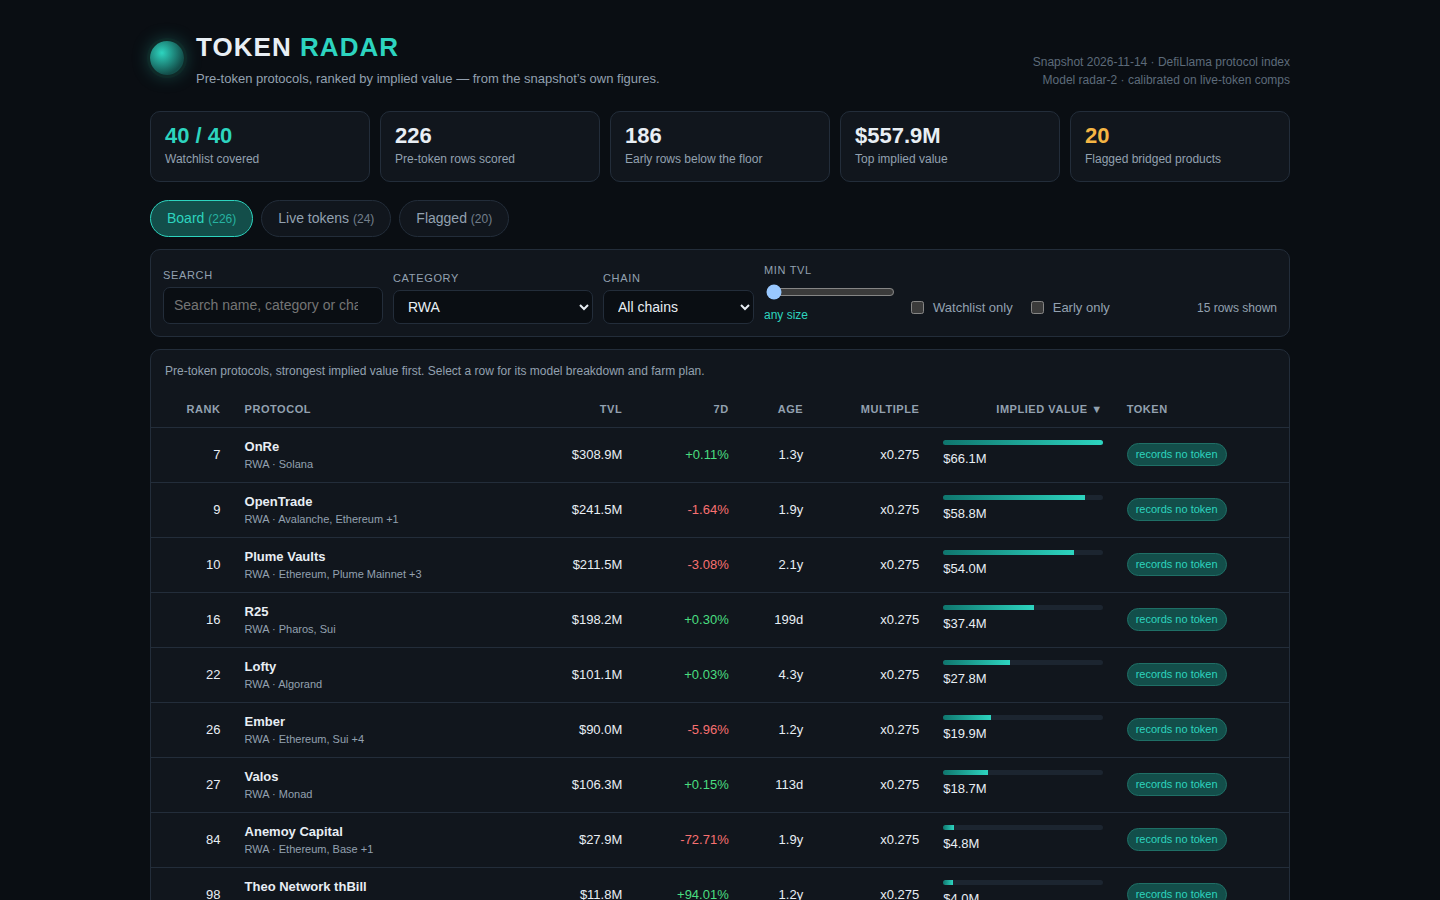 TOKEN RADAR
Pre-token protocols, ranked by implied value — from the snapshot's own figures.
Snapshot 2026-11-14 · DefiLlama protocol index
Model radar-2 · calibrated on live-token comps
40 / 40
Watchlist covered
226
Pre-token rows scored
186
Early rows below the floor
$557.9M
Top implied value
20
Flagged bridged products
Board (226)
Live tokens (24)
Flagged (20)
SEARCH
Search name, category or cha
CATEGORY
RWA
CHAIN
All chains
MIN TVL
any size
Watchlist only
Early only
15 rows shown
Pre-token protocols, strongest implied value first. Select a row for its model breakdown and farm plan.
RANK PROTOCOL TVL 7D AGE MULTIPLE IMPLIED VALUE ▼ TOKEN
7 OnRe $308.9M +0.11% 1.3y x0.275 $66.1M records no token
RWA · Solana
9 OpenTrade $241.5M -1.64% 1.9y x0.275 $58.8M records no token
RWA · Avalanche, Ethereum +1
10 Plume Vaults $211.5M -3.08% 2.1y x0.275 $54.0M records no token
RWA · Ethereum, Plume Mainnet +3
16 R25 $198.2M +0.30% 199d x0.275 $37.4M records no token
RWA · Pharos, Sui
22 Lofty $101.1M +0.03% 4.3y x0.275 $27.8M records no token
RWA · Algorand
26 Ember $90.0M -5.96% 1.2y x0.275 $19.9M records no token
RWA · Ethereum, Sui +4
27 Valos $106.3M +0.15% 113d x0.275 $18.7M records no token
RWA · Monad
84 Anemoy Capital $27.9M -72.71% 1.9y x0.275 $4.8M records no token
RWA · Ethereum, Base +1
98 Theo Network thBill $11.8M +94.01% 1.2y x0.275 $4.0M records no token